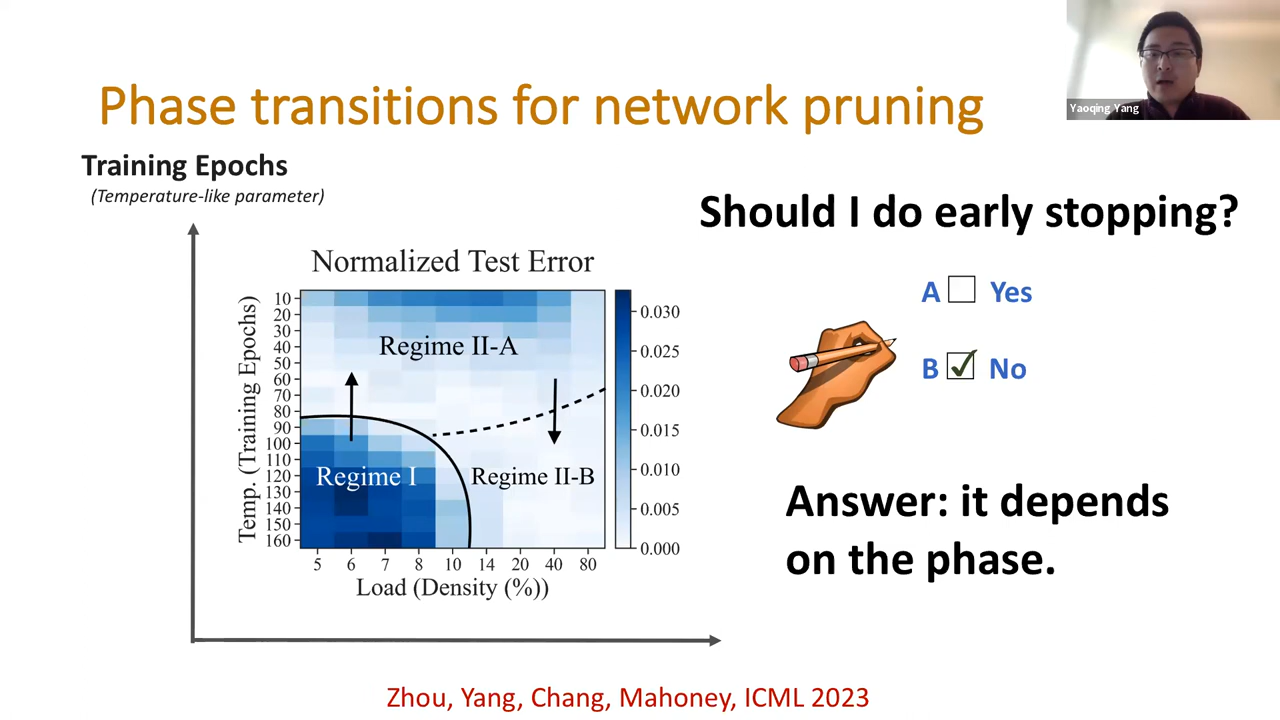 Yaoqing Yang
Phase transitions for network pruning
Training Epochs
(Temperature-like parameter)
Normalized Test Error
Temp. (Training Epochs)
10
20
30
40
50
60
70
80
90
100
110
120
130
140
150
160
Regime II-A
Regime I
Regime II-B
5 6 7 8 10 14 20 40 80
Load (Density (%))
0.030
0.025
0.020
0.015
0.010
0.005
0.000
Should I do early stopping?
A Yes
B No
Answer: it depends
on the phase.
Zhou, Yang, Chang, Mahoney, ICML 2023